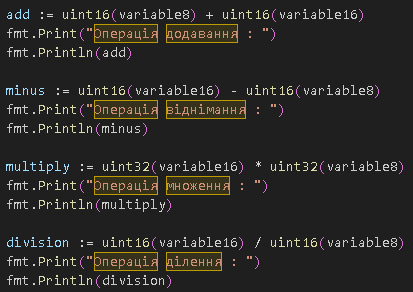 add := uint16(variable8) + uint16(variable16)
fmt.Print("Операція додавання : ")
fmt.Println(add)
minus := uint16(variable16) - uint16(variable8)
fmt.Print("Операція віднімання : ")
fmt.Println(minus)
multiply := uint32(variable16) * uint32(variable8)
fmt.Print("Операція множення : ")
fmt.Println(multiply)
division := uint16(variable16) / uint16(variable8)
fmt.Print("Операція ділення : ")
fmt.Println(division)